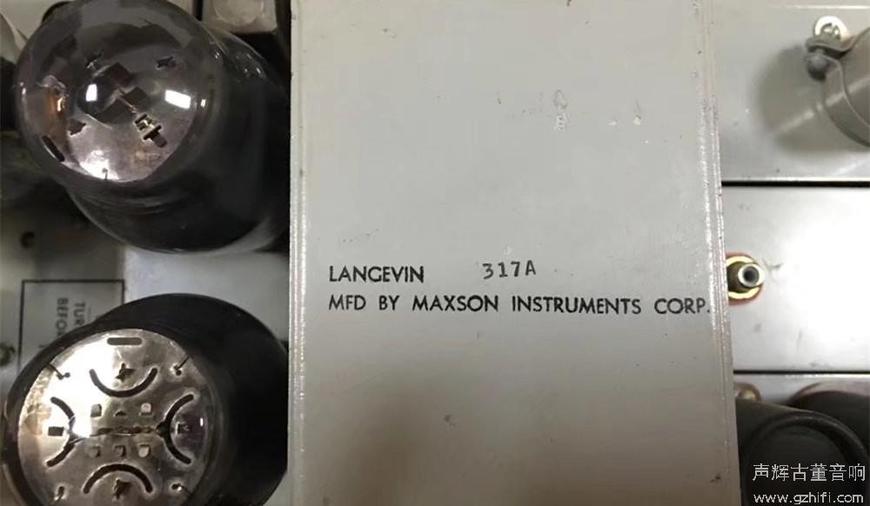 LANGEVIN 317A
MFD BY MAXSON INSTRUMENTS CORP.
声辉古董音响
www.gzhifi.com